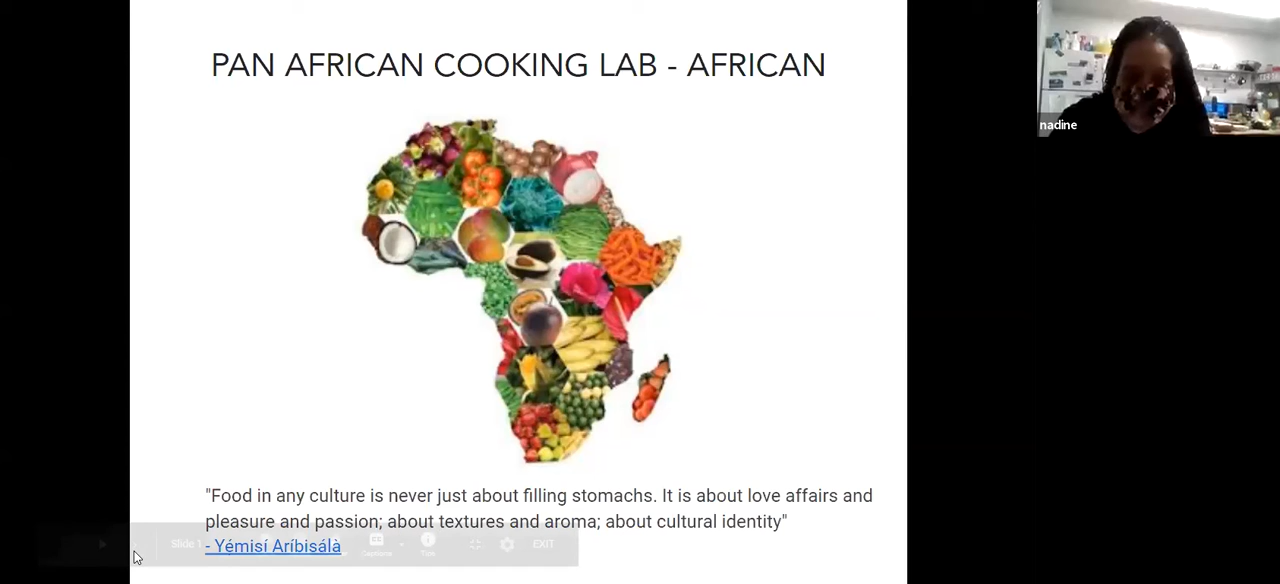 PAN AFRICAN COOKING LAB - AFRICAN
nadine
"Food in any culture is never just about filling stomachs. It is about love affairs and
pleasure and passion; about textures and aroma; about cultural identity"
- Yémisí Aríbisálà
Slide 1
Captions
EXIT